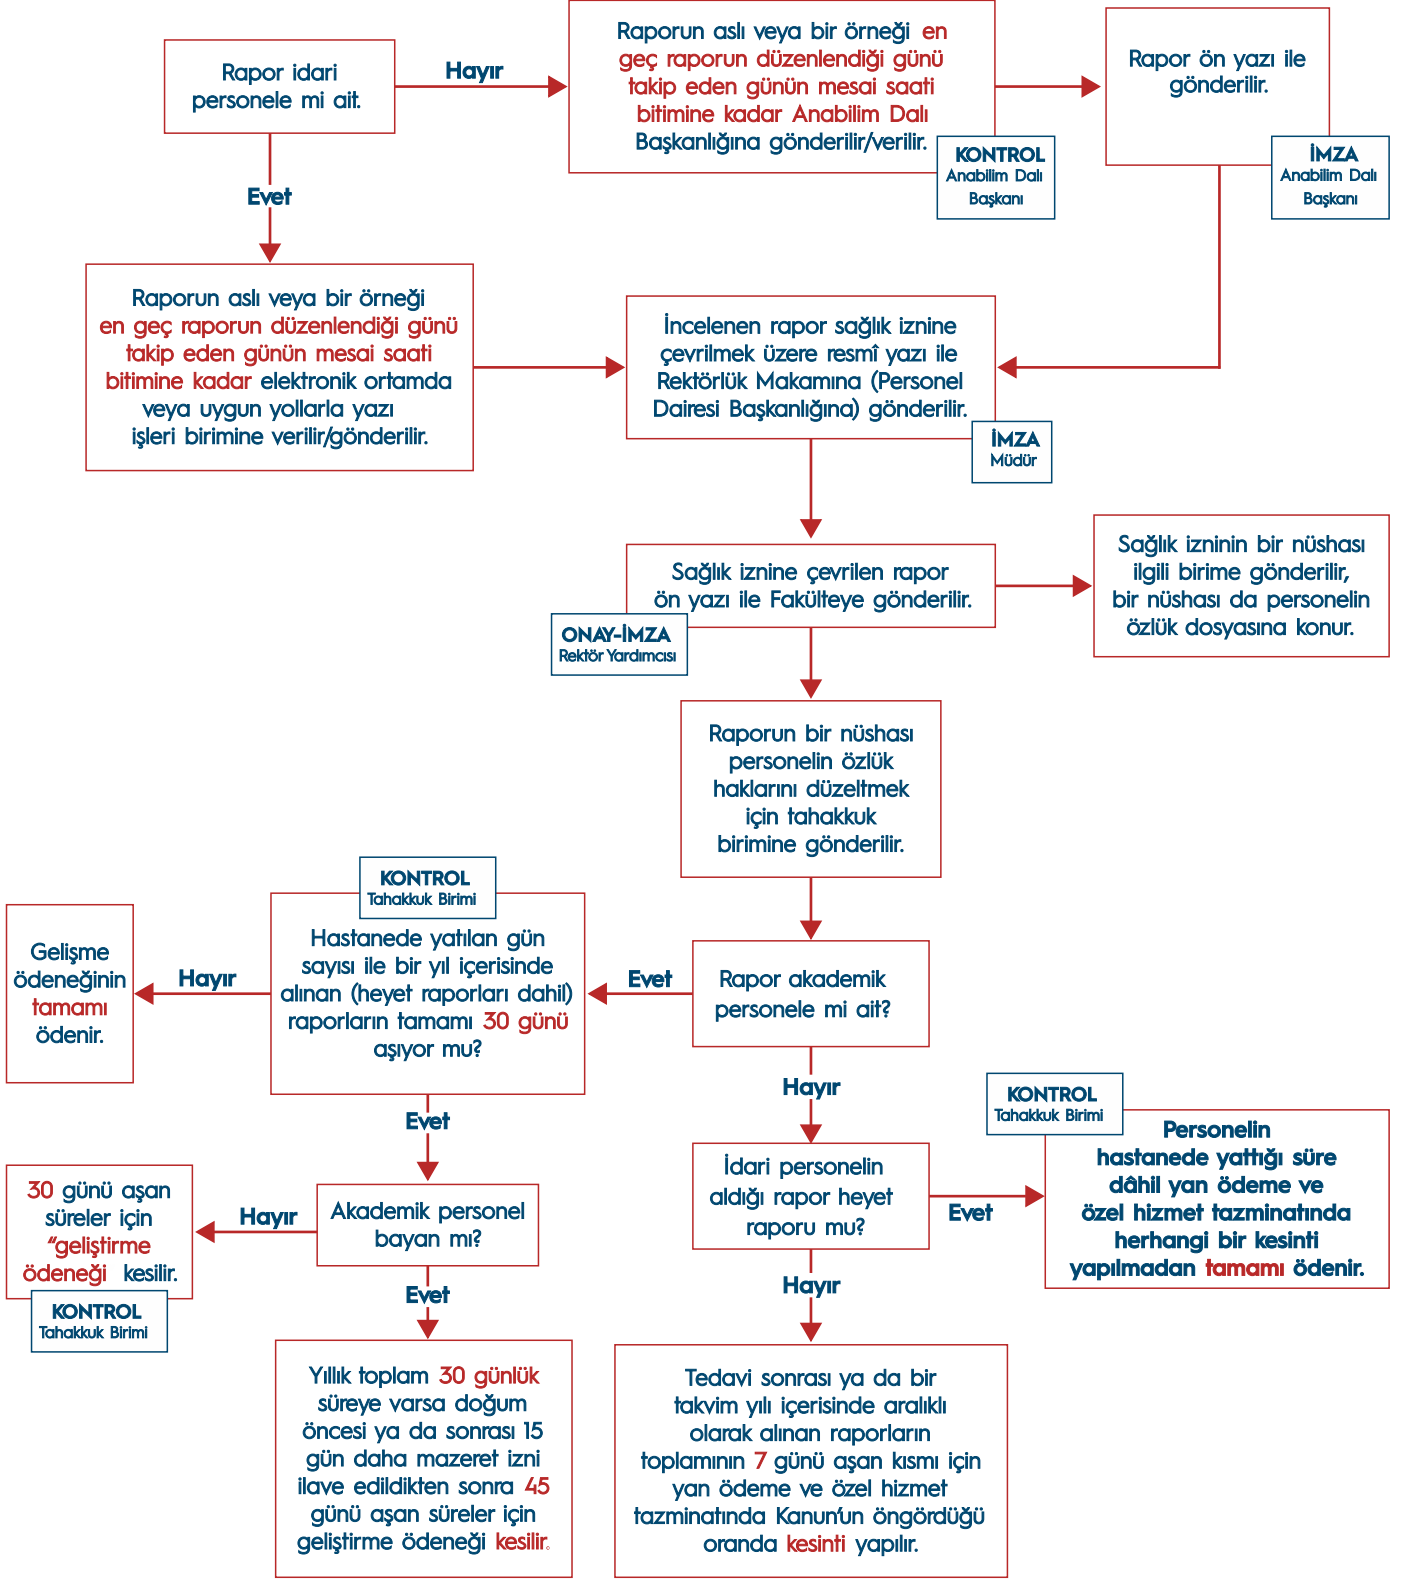 Rapor idari
personele mi ait.
Hayır
Raporun aslı veya bir örneği en
geç raporun düzenlendiği günü
takip eden günün mesai saati
bitimine kadar Anabilim Dalı
Başkanlığına gönderilir/verilir.
KONTROL
Anabilim Dalı
Başkanı
Rapor ön yazı ile
gönderilir.
İMZA
Anabilim Dalı
Başkanı
Evet
Raporun aslı veya bir örneği
en geç raporun düzenlendiği günü
takip eden günün mesai saati
bitimine kadar elektronik ortamda
veya uygun yollarla yazı
işleri birimine verilir/gönderilir.
İncelenen rapor sağlık iznine
çevrilmek üzere resmî yazı ile
Rektörlük Makamına (Personel
Dairesi Başkanlığına) gönderilir.
İMZA
Müdür
Sağlık iznine çevrilen rapor
ön yazı ile Fakülteye gönderilir.
ONAY-İMZA
Rektör Yardımcısı
Sağlık izninin bir nüshası
ilgili birime gönderilir,
bir nüshası da personelin
özlük dosyasına konur.
Raporun bir nüshası
personelin özlük
haklarını düzeltmek
için tahakkuk
birimine gönderilir.
Rapor akademik
personele mi ait?
Evet
KONTROL
Tahakkuk Birimi
Hastanede yatılan gün
sayısı ile bir yıl içerisinde
alınan (heyet raporları dahil)
raporların tamamı 30 günü
aşıyor mu?
Hayır
Gelişme
ödeneğinin
tamamı
ödenir.
Evet
Akademik personel
bayan mı?
Hayır
30 günü aşan
süreler için
“geliştirme
ödeneği kesilir.
KONTROL
Tahakkuk Birimi
Evet
Yıllık toplam 30 günlük
süreye varsa doğum
öncesi ya da sonrası 15
gün daha mazeret izni
ilave edildikten sonra 45
günü aşan süreler için
geliştirme ödeneği kesilir.
Hayır
İdari personelin
aldığı rapor heyet
raporu mu?
Evet
KONTROL
Tahakkuk Birimi
Personelin
hastanede yattığı süre
dâhil yan ödeme ve
özel hizmet tazminatında
herhangi bir kesinti
yapılmadan tamamı ödenir.
Hayır
Tedavi sonrası ya da bir
takvim yılı içerisinde aralıklı
olarak alınan raporların
toplamının 7 günü aşan kısmı için
yan ödeme ve özel hizmet
tazminatında Kanun'un öngördüğü
oranda kesinti yapılır.